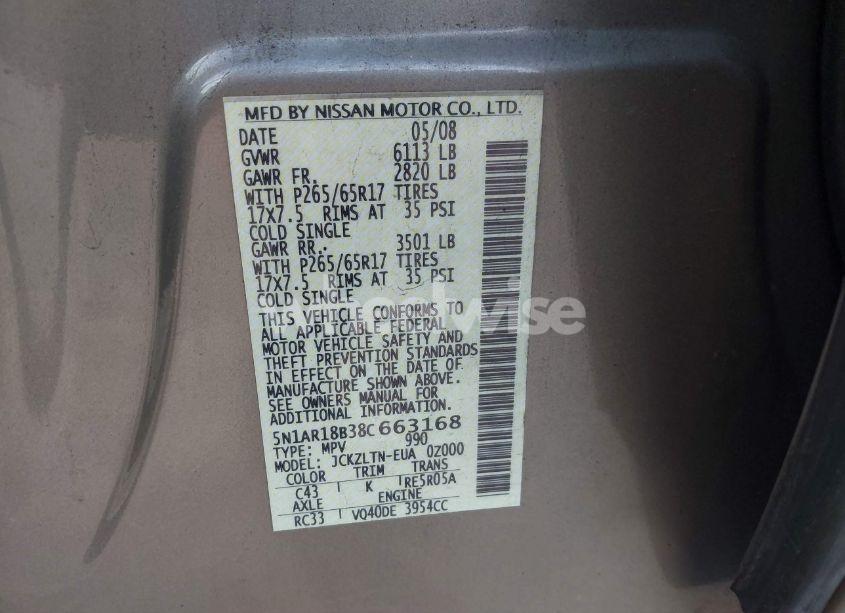 MFD BY NISSAN MOTOR CO., LTD.
DATE 05/08
GVWR 6113 LB
GAWR FR. 2820 LB
WITH P265/65R17 TIRES
17X7.5 RIMS AT 35 PSI
COLD SINGLE
GAWR RR. 3501 LB
WITH P265/65R17 TIRES
17X7.5 RIMS AT 35 PSI
COLD SINGLE
THIS VEHICLE CONFORMS TO
ALL APPLICABLE FEDERAL
MOTOR VEHICLE SAFETY AND
THEFT PREVENTION STANDARDS
IN EFFECT ON THE DATE OF
MANUFACTURE SHOWN ABOVE.
SEE OWNERS MANUAL FOR
ADDITIONAL INFORMATION.
5N1AR18B38C663168
TYPE: MPV 990
MODEL: JCKZLTN-EUA 0Z000
COLOR TRIM TRANS
C43 K RE5R05A
AXLE ENGINE
RC33 VQ40DE 3954CC